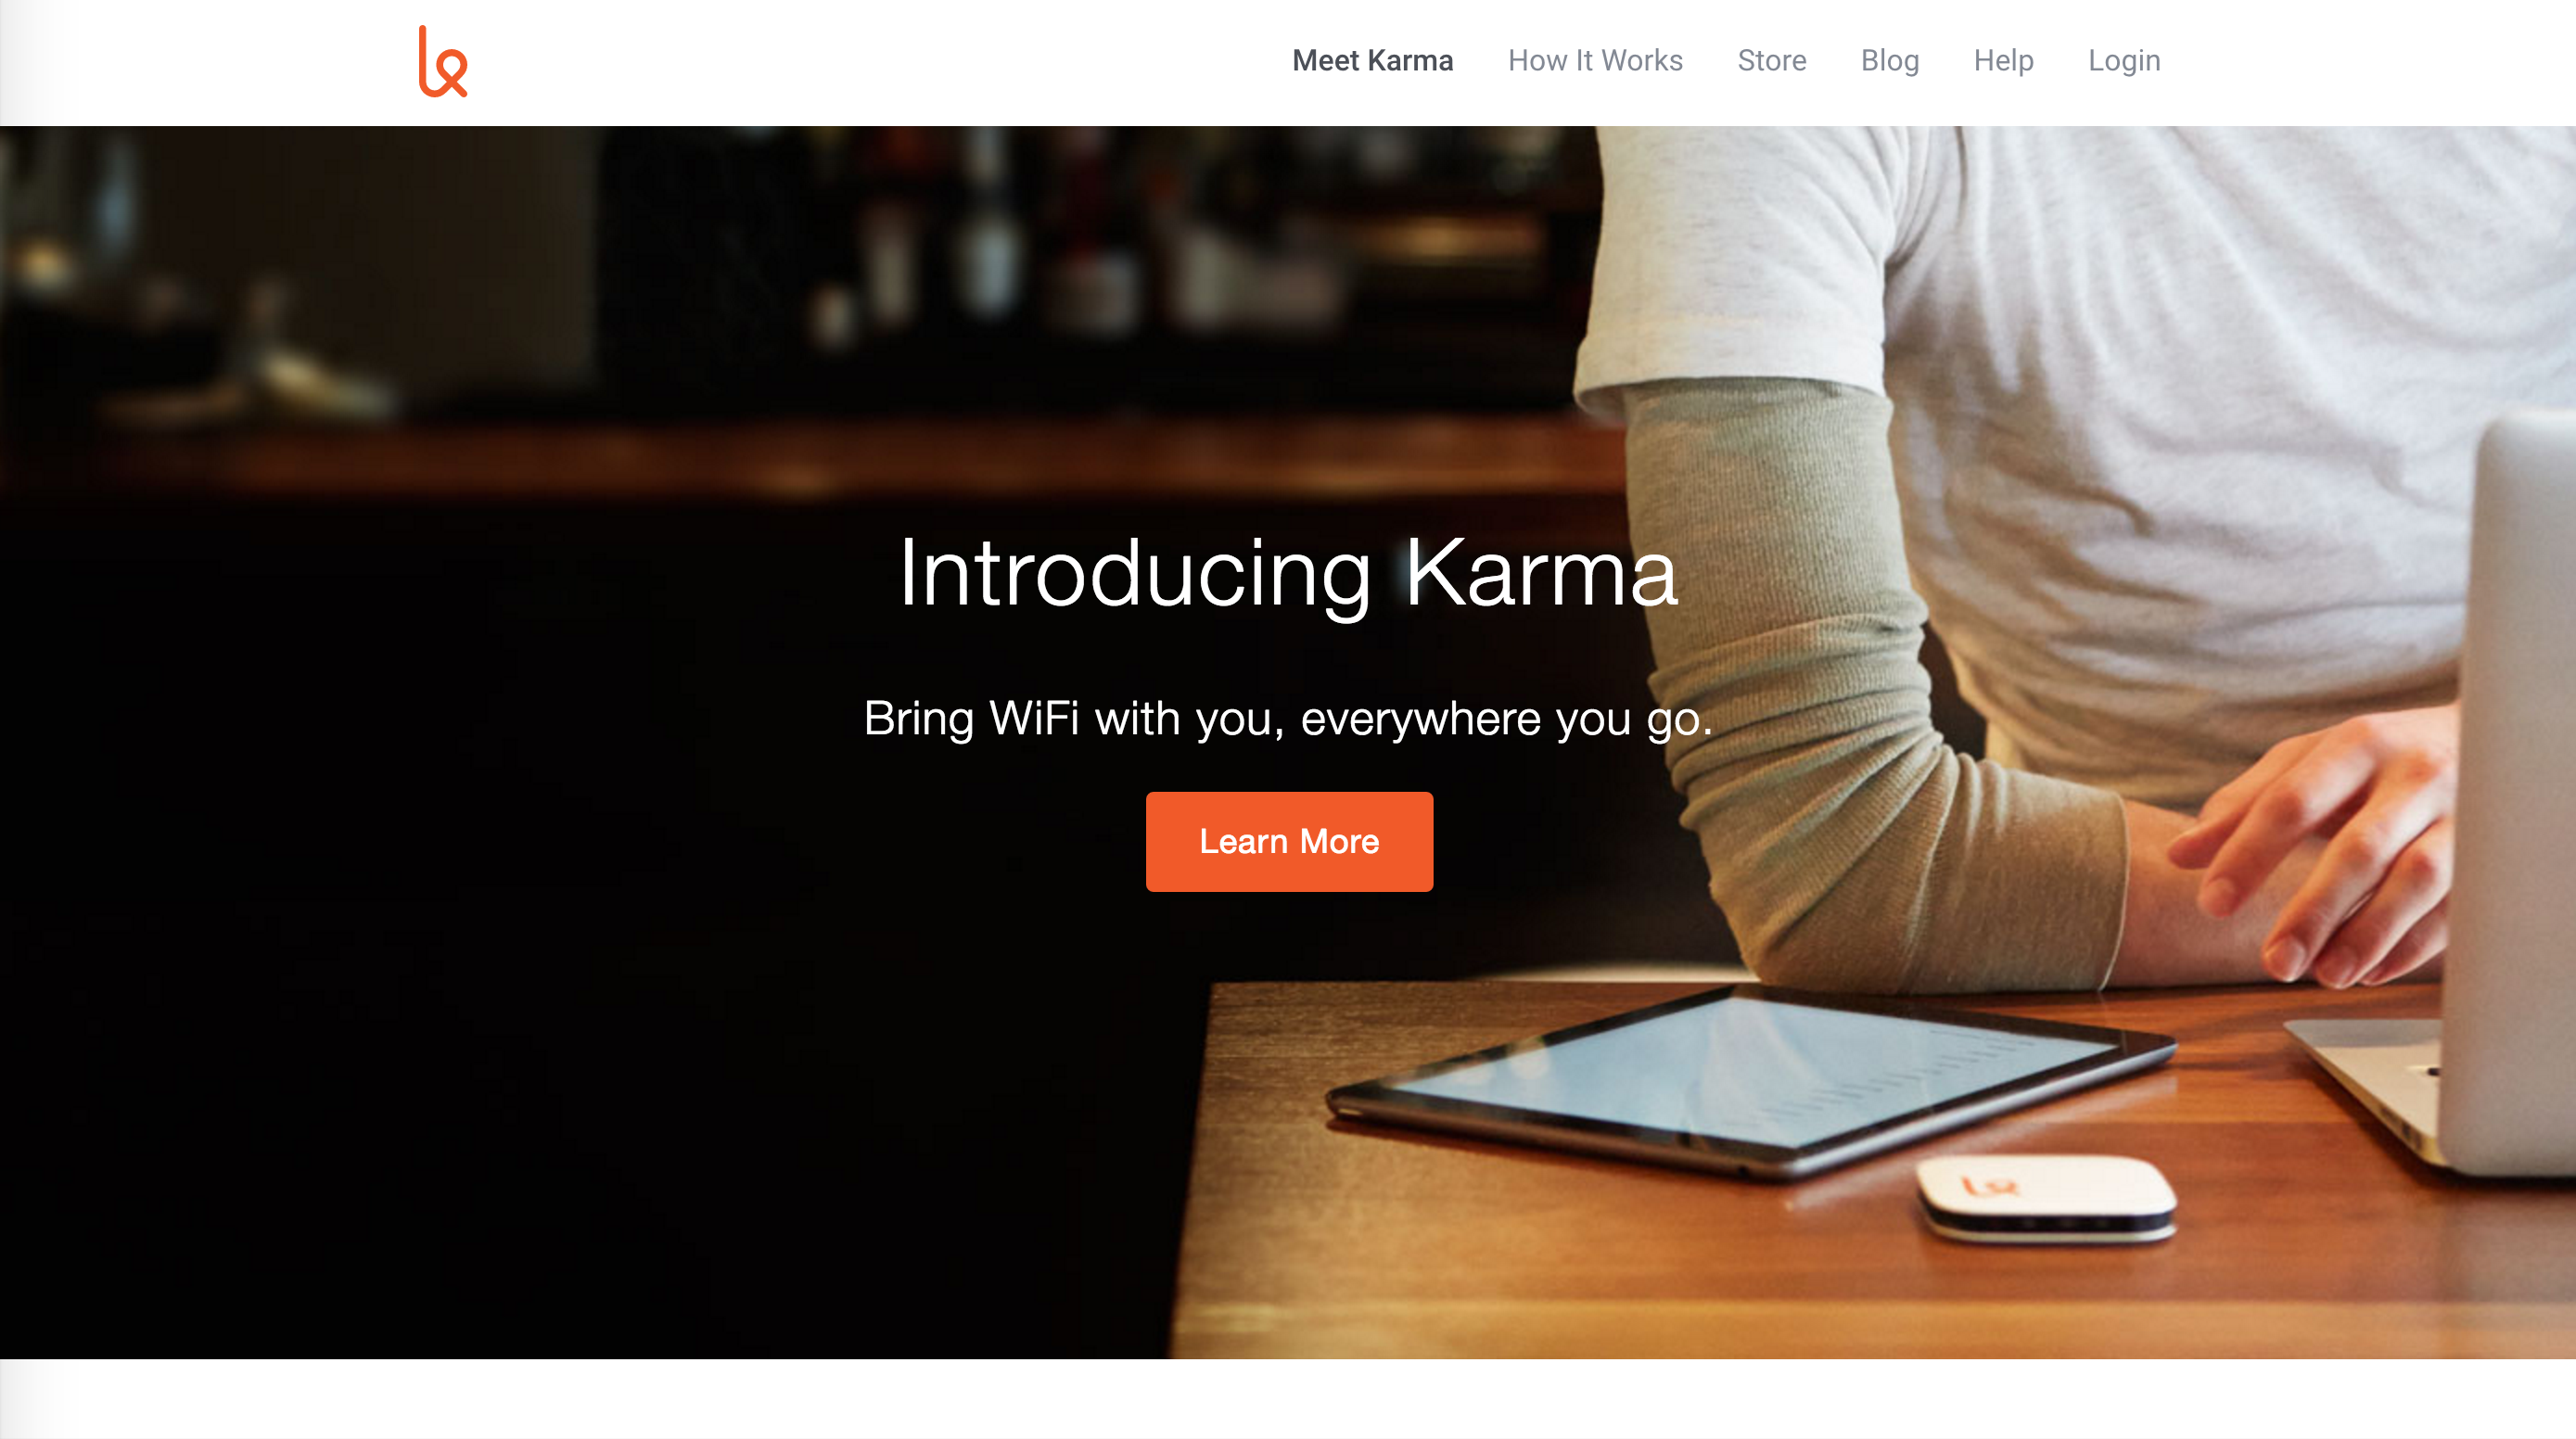 Meet Karma How It Works Store Blog Help Login
Introducing Karma
Bring WiFi with you, everywhere you go.
Learn More